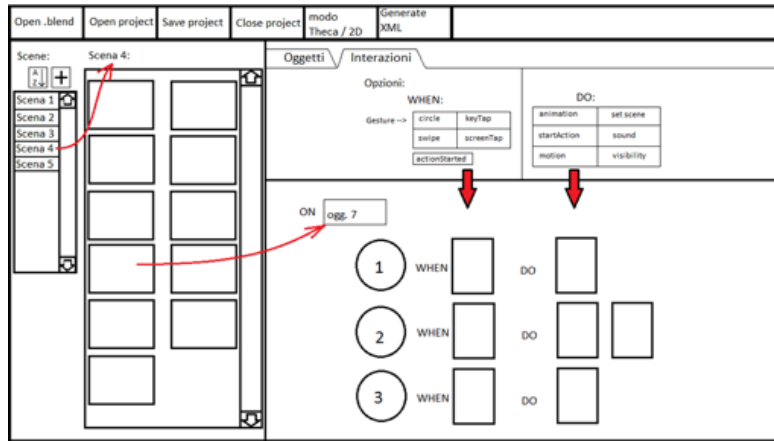 Open .blend
Open project
Save project
Close project
modo
Theca / 2D
Generate
XML
Scene:
A
Z
Scena 1
Scena 2
Scena 3
Scena 4
Scena 5
Scena 4:
Oggetti
Interazioni
Opzioni:
WHEN:
Gesture -->
circle
keyTap
swipe
screenTap
actionStarted
DO:
animation
set scene
startAction
sound
motion
visibility
ON
ogg. 7
1
WHEN
DO
2
WHEN
DO
3
WHEN
DO